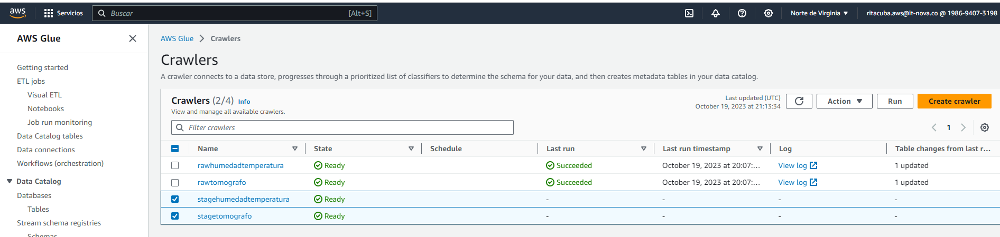 aws Servicios Buscar [Alt+S] Norte de Virginia ritacuba.aws@it-nova.co @ 1986-9407-3198
AWS Glue
Getting started
ETL jobs
Visual ETL
Notebooks
Job run monitoring
Data Catalog tables
Data connections
Workflows (orchestration)
Data Catalog
Databases
Tables
Stream schema registries
Schemas
AWS Glue > Crawlers
Crawlers
A crawler connects to a data store, progresses through a prioritized list of classifiers to determine the schema for your data, and then creates metadata tables in your data catalog.
Crawlers (2/4) Info
View and manage all available crawlers.
Last updated (UTC)
October 19, 2023 at 21:13:34
Action Run Create crawler
Filter crawlers
1
Name State Schedule Last run Last run timestamp Log Table changes from last r...
rawhumedadtemperatura Ready Succeeded October 19, 2023 at 20:07:... View log 1 updated
rawtomografo Ready Succeeded October 19, 2023 at 20:07:... View log 1 updated
stagehumedadtemperatura Ready - - - -
stagetomografo Ready - - - -